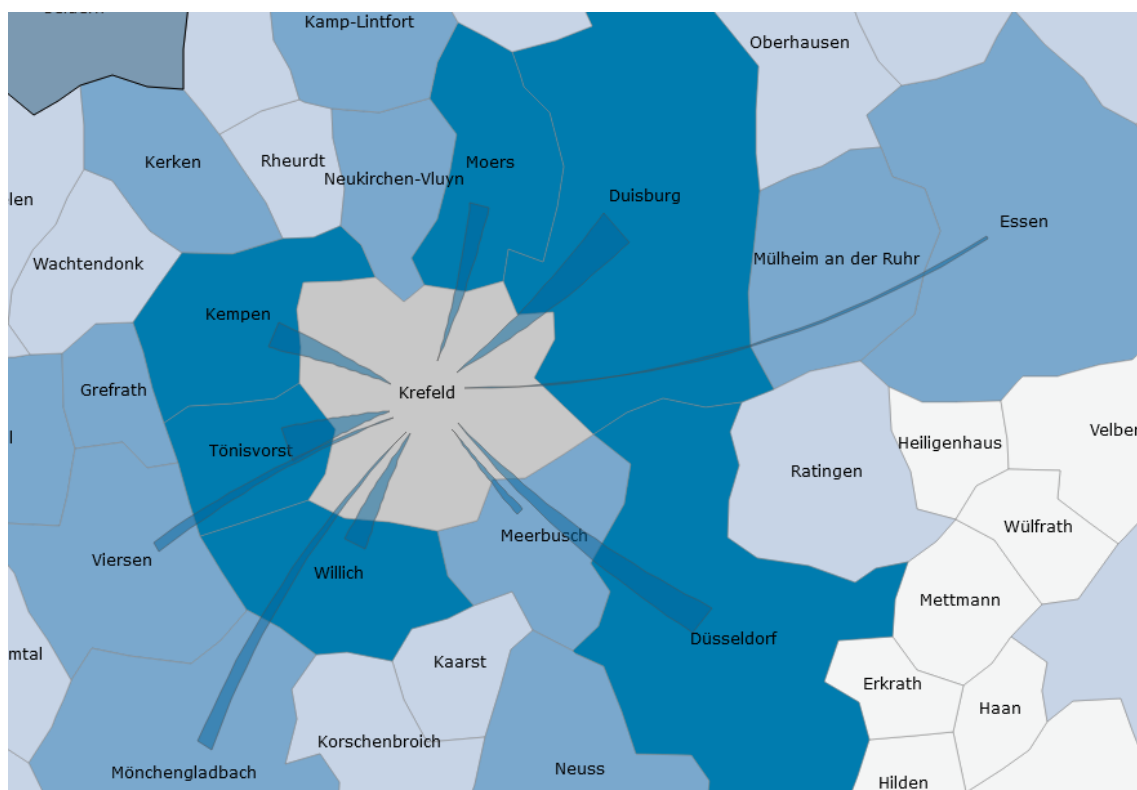 Kamp-Lintfort
Oberhausen
Kerken
Rheurdt
Moers
Neukirchen-Vluyn
Duisburg
Essen
Wachtendonk
Mülheim an der Ruhr
Kempen
Grefrath
Krefeld
Tönisvorst
Heiligenhaus
Ratingen
Wülfrath
Meerbusch
Viersen
Willich
Mettmann
Düsseldorf
Kaarst
Erkrath
Haan
Korschenbroich
Mönchengladbach
Neuss
Hilden